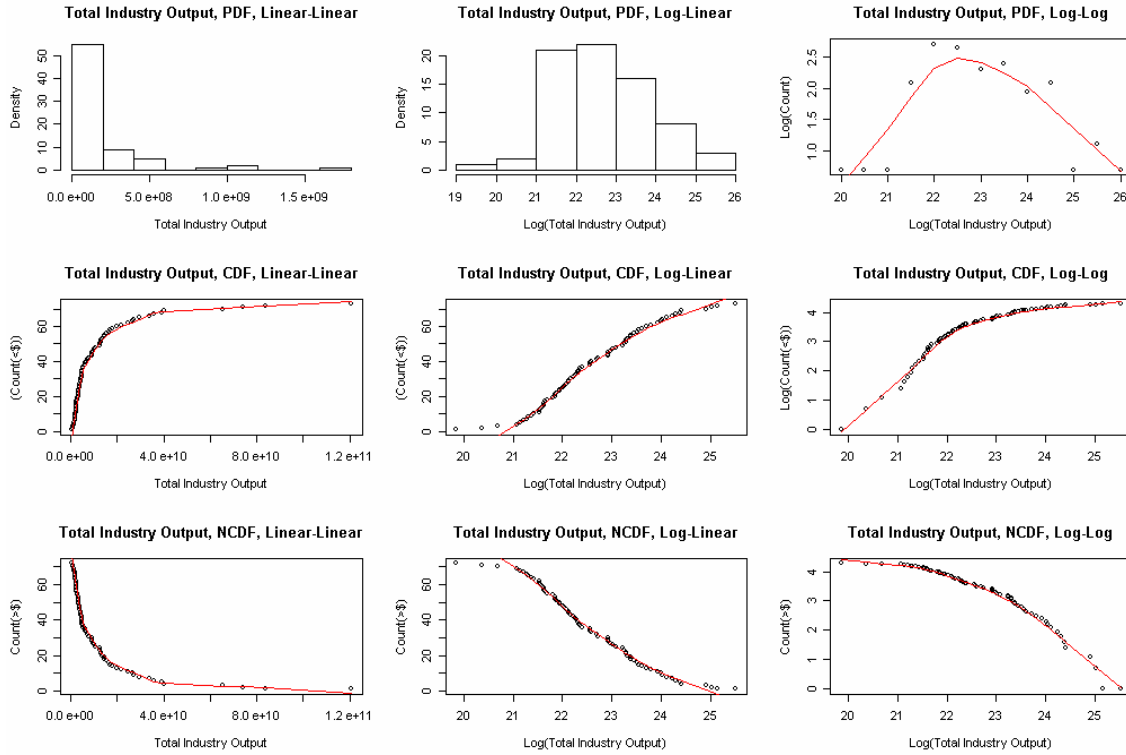 Total Industry Output, PDF, Linear-Linear
Density
0 10 20 30 40 50
0.0 e+00 5.0 e+08 1.0 e+09 1.5 e+09
Total Industry Output
Total Industry Output, PDF, Log-Linear
Density
0 5 10 15 20
19 20 21 22 23 24 25 26
Log(Total Industry Output)
Total Industry Output, PDF, Log-Log
Log(Count)
1.0 1.5 2.0 2.5
20 21 22 23 24 25 26
Log(Total Industry Output)
Total Industry Output, CDF, Linear-Linear
(Count(<$)
0 20 40 60
0.0 e+00 4.0 e+10 8.0 e+10 1.2 e+11
Total Industry Output
Total Industry Output, CDF, Log-Linear
(Count(<$)
0 20 40 60
20 21 22 23 24 25
Log(Total Industry Output)
Total Industry Output, CDF, Log-Log
Log(Count(<$)
0 1 2 3 4
20 21 22 23 24 25
Log(Total Industry Output)
Total Industry Output, NCDF, Linear-Linear
Count(>$)
0 20 40 60
0.0 e+00 4.0 e+10 8.0 e+10 1.2 e+11
Total Industry Output
Total Industry Output, NCDF, Log-Linear
Count(>$)
0 20 40 60
20 21 22 23 24 25
Log(Total Industry Output)
Total Industry Output, NCDF, Log-Log
Count(>$)
0 1 2 3 4
20 21 22 23 24 25
Log(Total Industry Output)